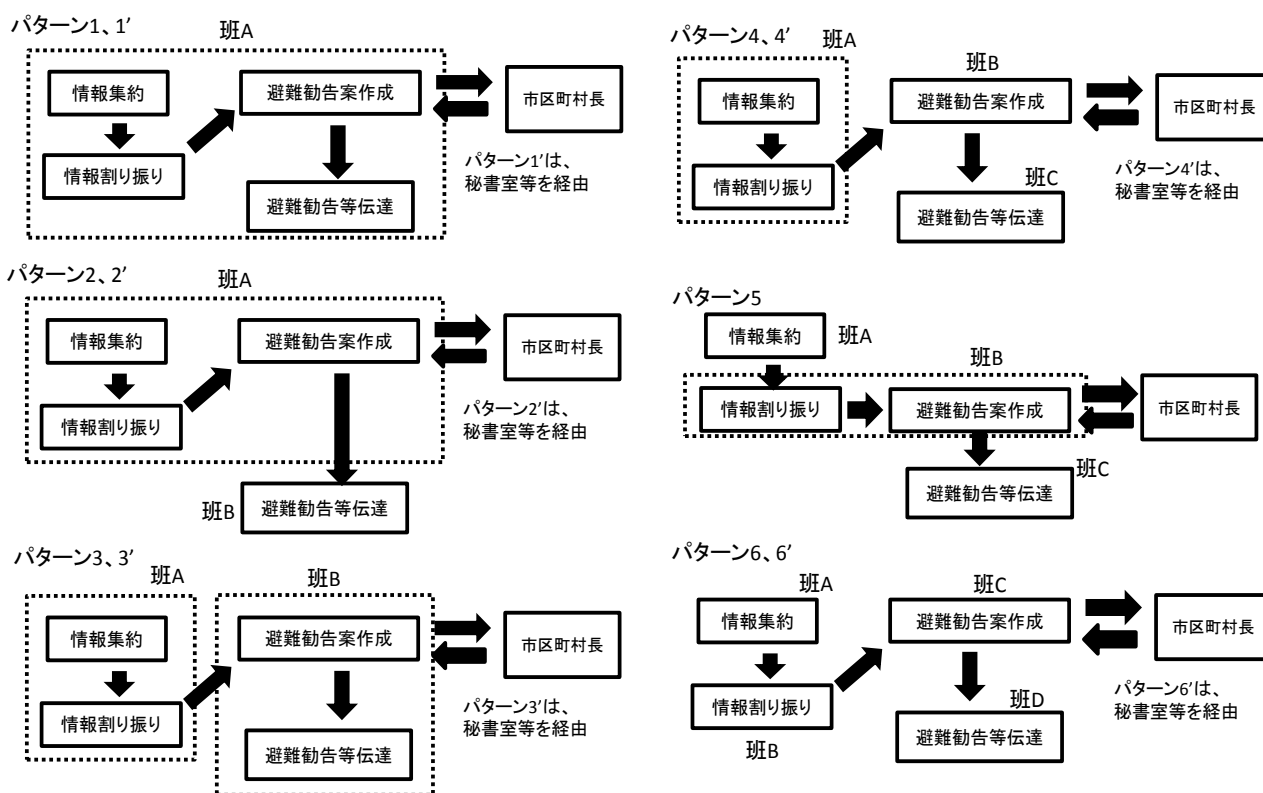 パターン1、1’
班A
情報集約
情報割り振り
避難勧告案作成
避難勧告等伝達
市区町村長
パターン1’は、
秘書室等を経由
パターン2、2’
班A
情報集約
情報割り振り
避難勧告案作成
班B
避難勧告等伝達
市区町村長
パターン2’は、
秘書室等を経由
パターン3、3’
班A
情報集約
情報割り振り
班B
避難勧告案作成
避難勧告等伝達
市区町村長
パターン3’は、
秘書室等を経由
パターン4、4’
班A
情報集約
情報割り振り
班B
避難勧告案作成
班C
避難勧告等伝達
市区町村長
パターン4’は、
秘書室等を経由
パターン5
情報集約
班A
班B
情報割り振り
避難勧告案作成
班C
避難勧告等伝達
市区町村長
パターン6、6’
班A
情報集約
情報割り振り
班B
班C
避難勧告案作成
班D
避難勧告等伝達
市区町村長
パターン6’は、
秘書室等を経由